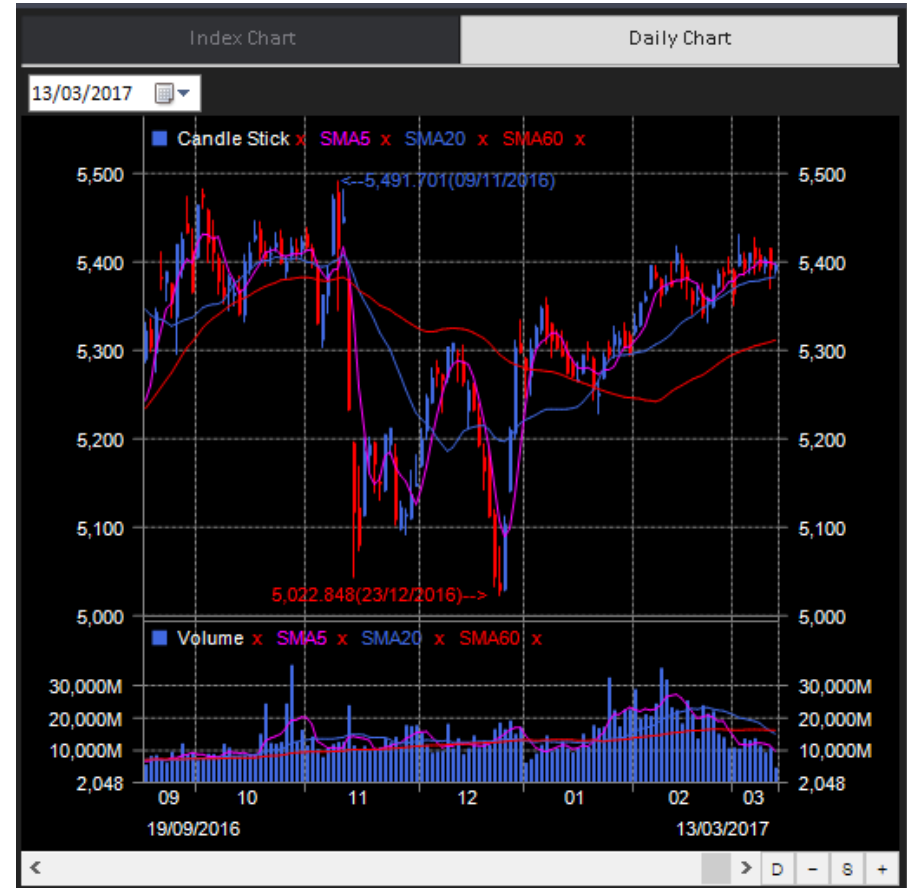 Index Chart Daily Chart
13/03/2017
Candle Stick x SMA5 x SMA20 x SMA60 x
5,500 <--5,491.701(09/11/2016) 5,500
5,400 5,400
5,300 5,300
5,200 5,200
5,100 5,100
5,022.848(23/12/2016)-->
5,000 5,000
Volume x SMA5 x SMA20 x SMA60 x
30,000M 30,000M
20,000M 20,000M
10,000M 10,000M
2,048 2,048
09 10 11 12 01 02 03
19/09/2016 13/03/2017
< > D - S +